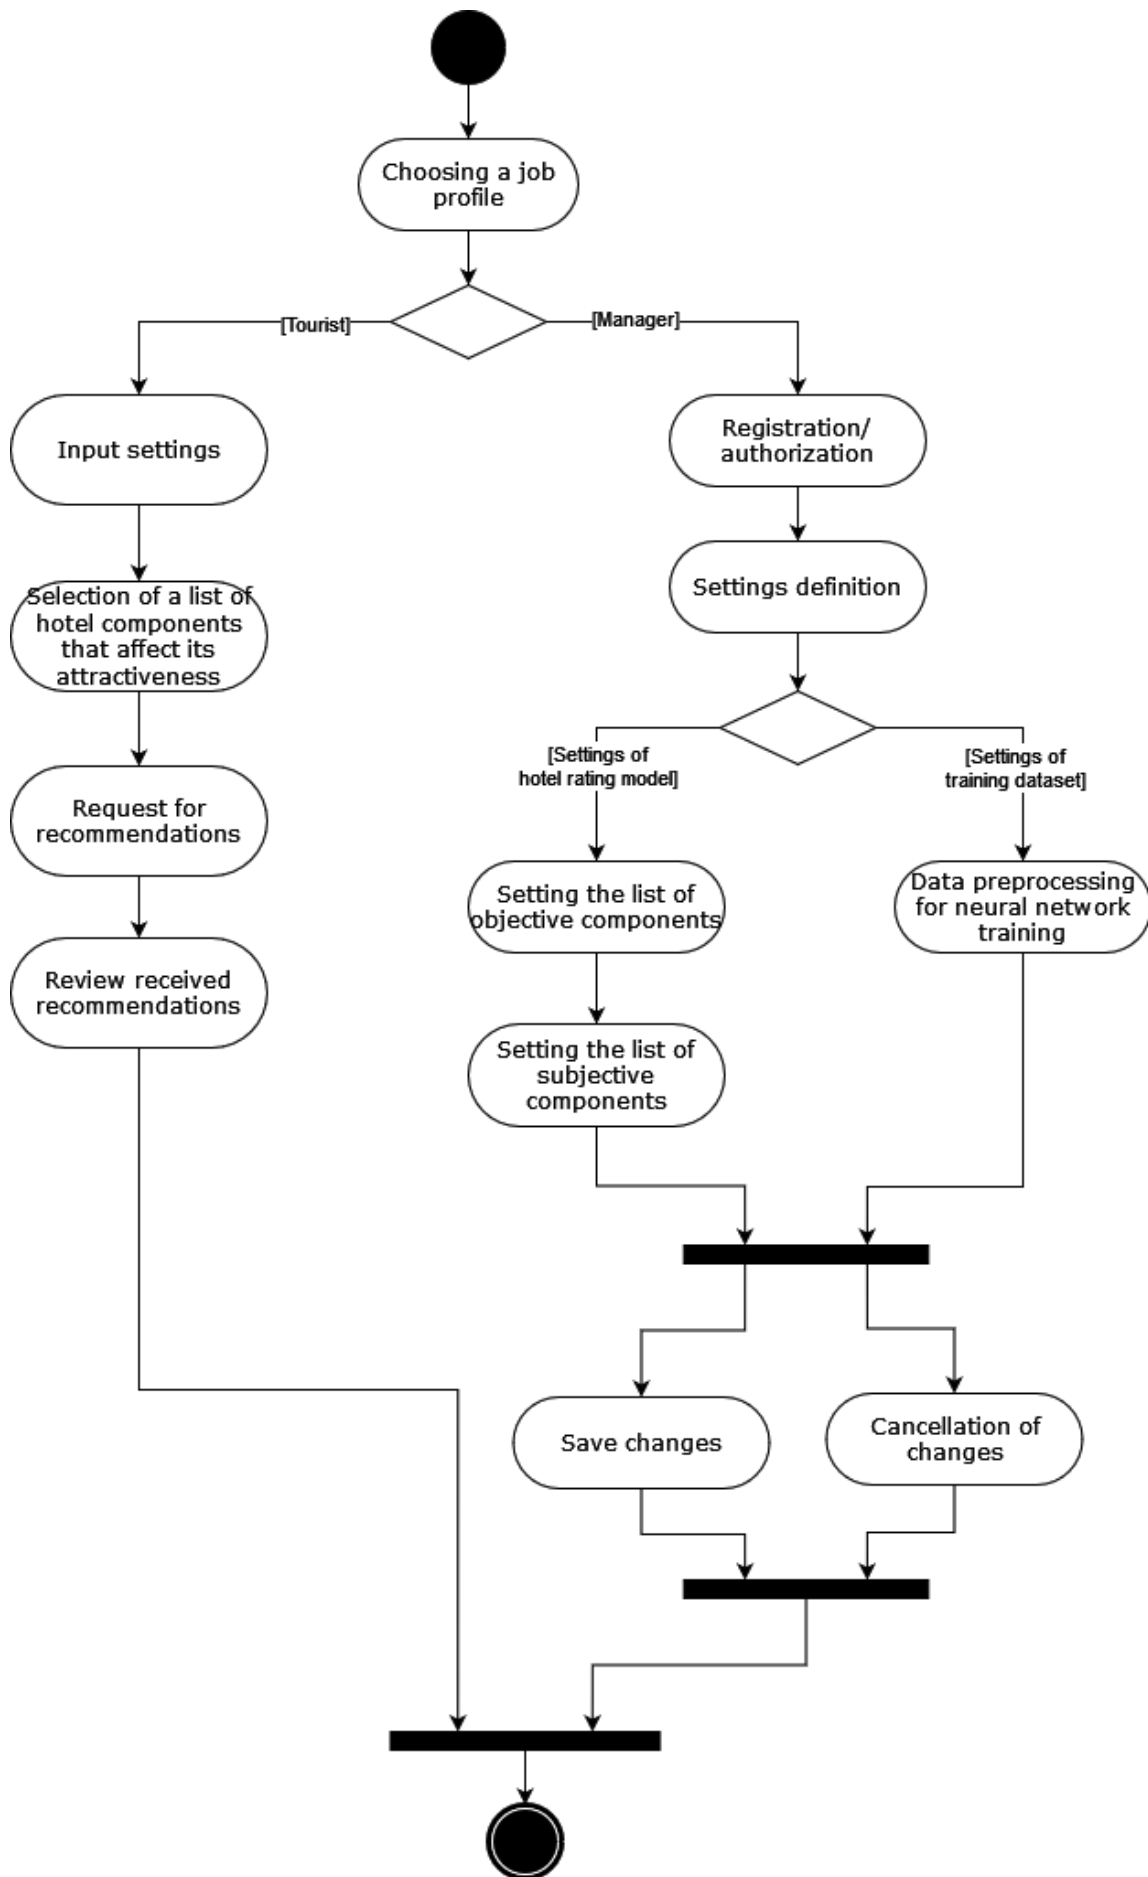 Choosing a job
profile
[Tourist]
[Manager]
Input settings
Registration/
authorization
Selection of a list of
hotel components
that affect its
attractiveness
Settings definition
[Settings of
hotel rating model]
[Settings of
training dataset]
Request for
recommendations
Setting the list of
objective components
Data preprocessing
for neural network
training
Review received
recommendations
Setting the list of
subjective
components
Save changes
Cancellation of
changes